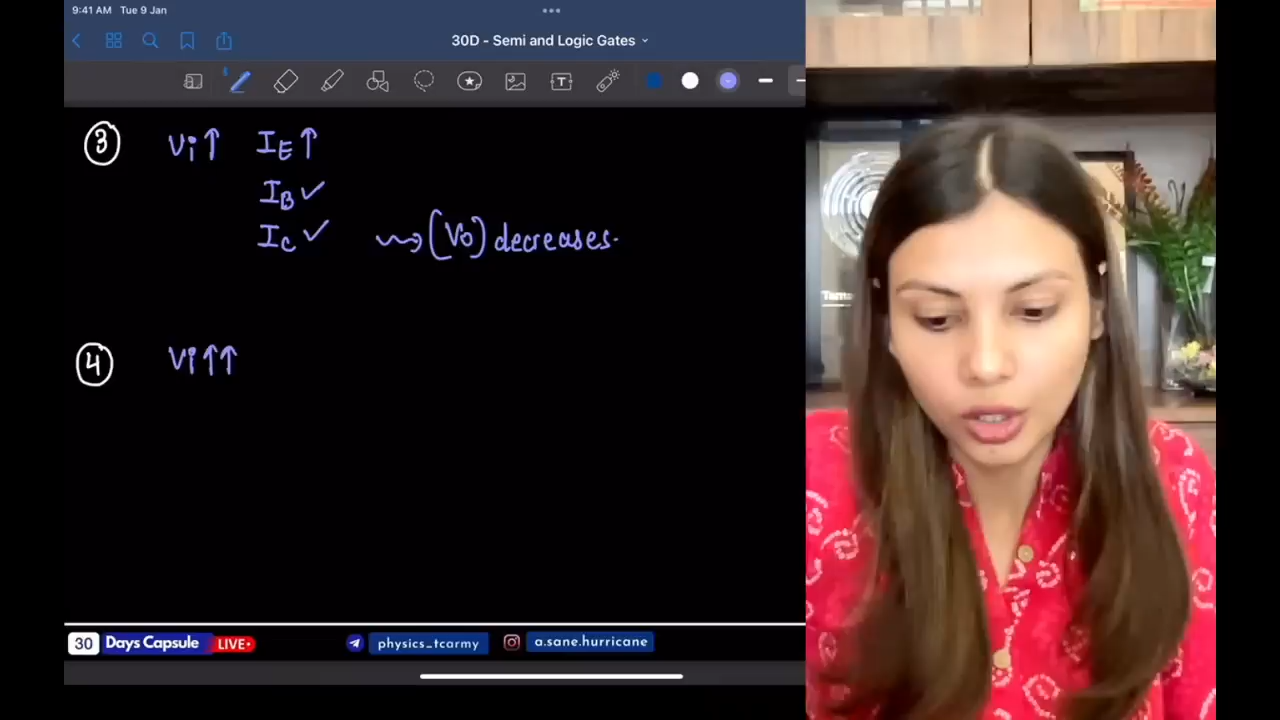 9:41 AM Tue 9 Jan
30D - Semi and Logic Gates
③ Vi↑ IE↑
IB✓
IC✓ ⇝ (V0) decreases.
④ Vi↑↑
30 Days Capsule LIVE physics_tcarmy a.sane.hurricane